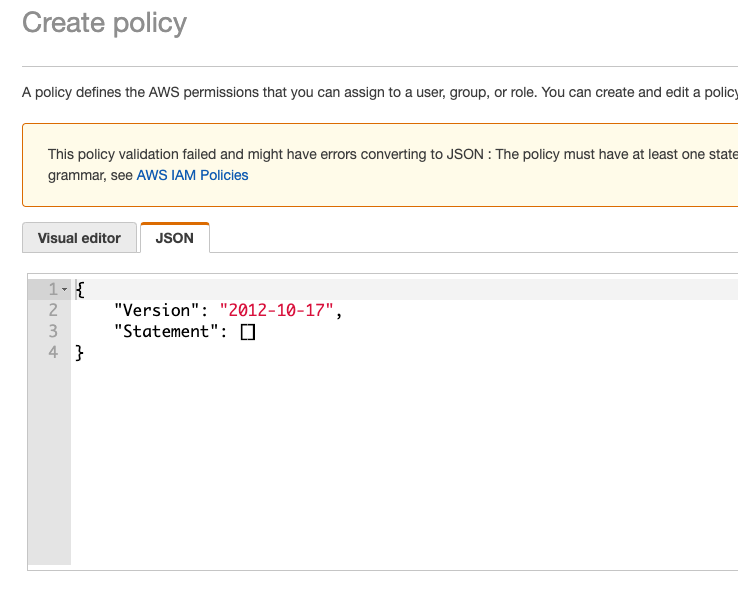 Create policy
A policy defines the AWS permissions that you can assign to a user, group, or role. You can create and edit a policy
This policy validation failed and might have errors converting to JSON : The policy must have at least one state
grammar, see AWS IAM Policies
Visual editor
JSON
1 {
2 "Version": "2012-10-17",
3 "Statement": []
4 }